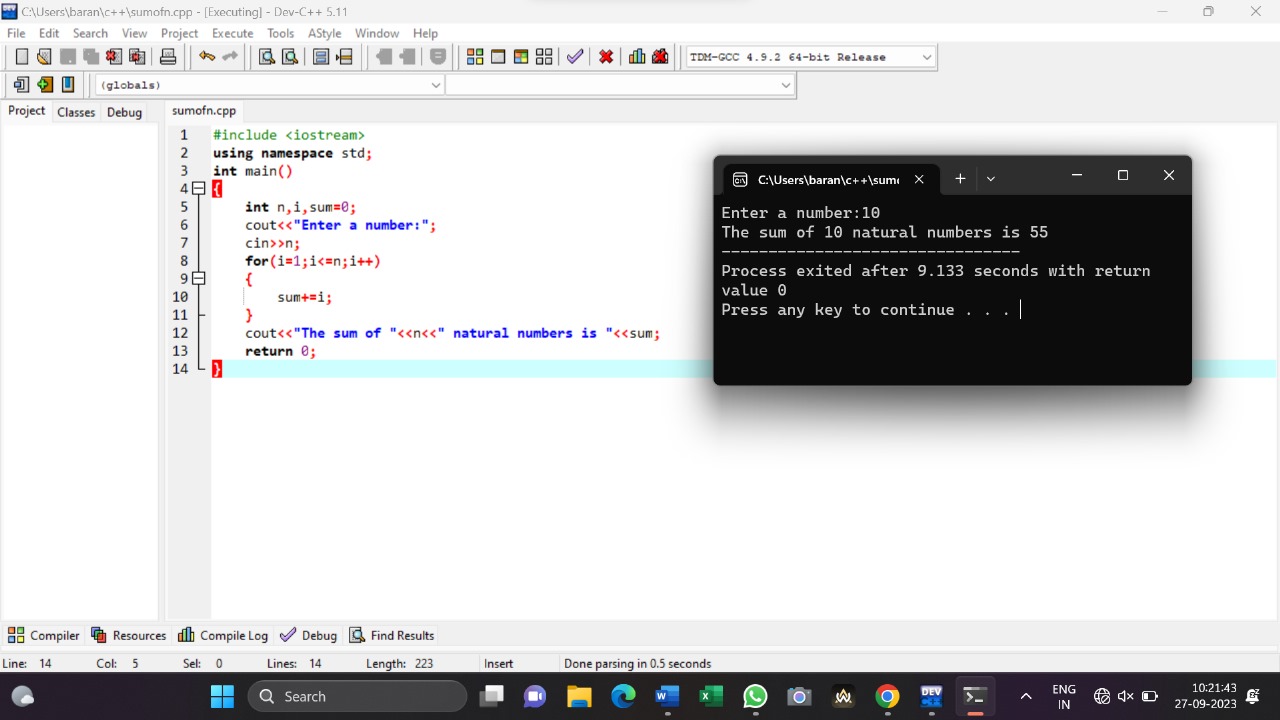 C:\Users\baran\c++\sumofn.cpp - [Executing] - Dev-C++ 5.11
File Edit Search View Project Execute Tools AStyle Window Help
TDM-GCC 4.9.2 64-bit Release
(globals)
Project Classes Debug
sumofn.cpp
1 #include <iostream>
2 using namespace std;
3 int main()
4 {
5 int n,i,sum=0;
6 cout<<"Enter a number:";
7 cin>>n;
8 for(i=1;i<=n;i++)
9 {
10 sum+=i;
11 }
12 cout<<"The sum of "<<n<<" natural numbers is "<<sum;
13 return 0;
14 }
C:\Users\baran\c++\sumo
Enter a number:10
The sum of 10 natural numbers is 55
--------------------------------
Process exited after 9.133 seconds with return
value 0
Press any key to continue . . .
Compiler Resources Compile Log Debug Find Results
Line: 14 Col: 5 Sel: 0 Lines: 14 Length: 223 Insert Done parsing in 0.5 seconds
Search
DEV
ENG
IN
10:21:43
27-09-2023